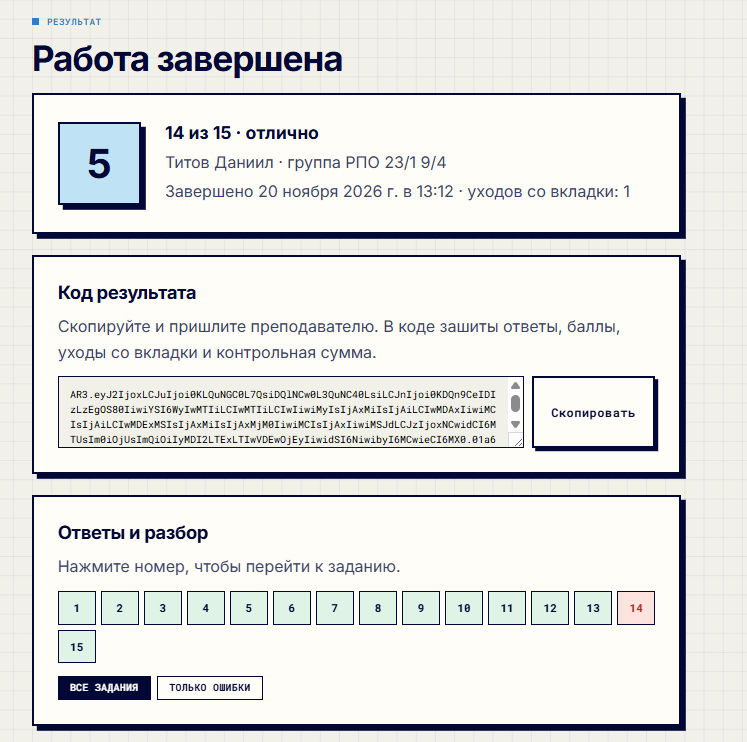 РЕЗУЛЬТАТ
Работа завершена
5
14 из 15 · отлично
Титов Даниил · группа РПО 23/1 9/4
Завершено 20 ноября 2026 г. в 13:12 · уходов со вкладки: 1
Код результата
Скопируйте и пришлите преподавателю. В коде зашиты ответы, баллы,
уходы со вкладки и контрольная сумма.
AR3.eyJ2IjoxLCJuIjoi0KLQuNGC0L7QsiDQlNCw0L3QuNC40LsiLCJnIjoi0KDQn9CeIDI
zLzEgOS80IiwiYSI6WyIwMTIiLCIwMTIiLCIwIiwiMyIsIjAxMiIsIjAiLCIwMDAxIiwiMC
IsIjAiLCIwMDExMSIsIjAxMiIsIjAxMjM0IiwiMCIsIjAxIiwiMSJdLCJzIjoxNCwidCI6M
TUsIm0iOjUsImQiOiIyMDI2LTExLTIwVDEwOjEyIiwidSI6NiwibyI6MCwieCI6MX0.01a6
Скопировать
Ответы и разбор
Нажмите номер, чтобы перейти к заданию.
1 2 3 4 5 6 7 8 9 10 11 12 13 14
15
ВСЕ ЗАДАНИЯ ТОЛЬКО ОШИБКИ